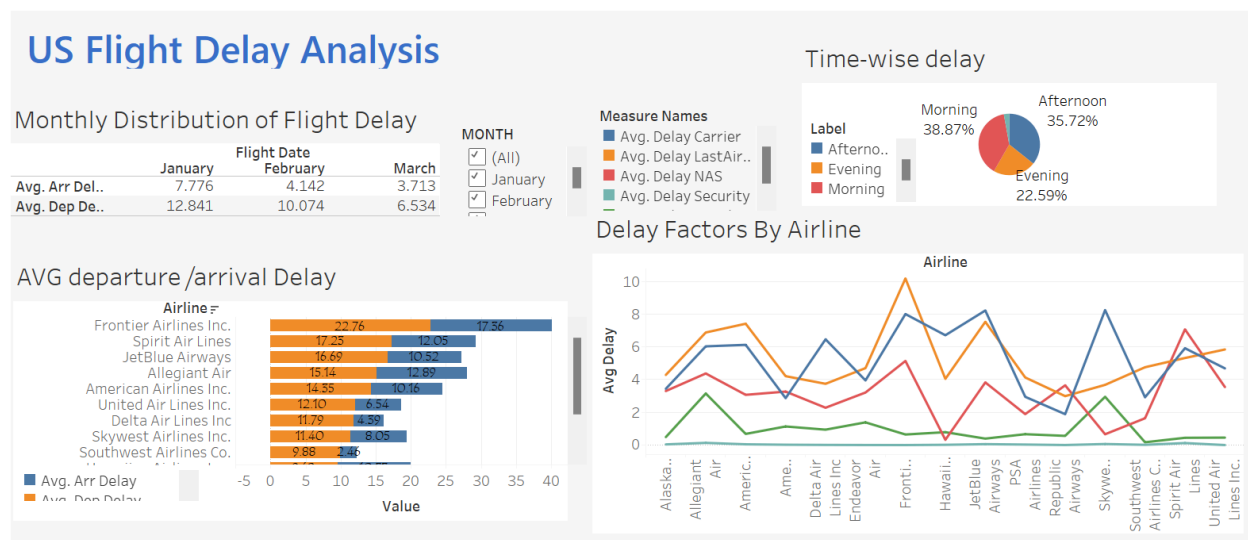 US Flight Delay Analysis
Time-wise delay
Morning
38.87%
Afternoon
35.72%
Evening
22.59%
Label
Afterno..
Evening
Morning
Monthly Distribution of Flight Delay
Flight Date
January February March
Avg. Arr Del.. 7.776 4.142 3.713
Avg. Dep De.. 12.841 10.074 6.534
MONTH
(All)
January
February
Measure Names
Avg. Delay Carrier
Avg. Delay LastAir..
Avg. Delay NAS
Avg. Delay Security
AVG departure /arrival Delay
Airline
Frontier Airlines Inc. 22.76 17.36
Spirit Air Lines 17.25 12.05
JetBlue Airways 16.69 10.52
Allegiant Air 15.14 12.89
American Airlines Inc. 14.35 10.16
United Air Lines Inc. 12.10 6.54
Delta Air Lines Inc 11.79 4.39
Skywest Airlines Inc. 11.40 8.05
Southwest Airlines Co. 9.88 2.46
-5 0 5 10 15 20 25 30 35 40
Value
Avg. Arr Delay
Avg. Dep Delay
Delay Factors By Airline
Airline
Avg Delay
10
8
6
4
2
0
Alaska..
Allegiant Air
Americ..
Ame..
Delta Air Lines Inc
Endeavor Air
Fronti..
Hawaii..
JetBlue Airways
PSA Airlines
Republic Airways
Skywe..
Southwest Airlines C..
Spirit Air Lines
United Air Lines Inc.